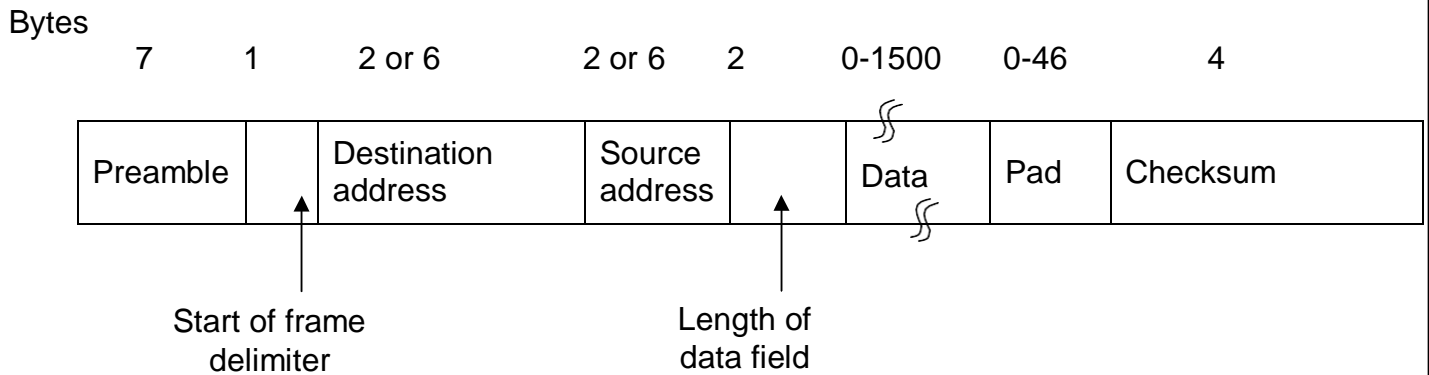 Bytes
7 1 2 or 6 2 or 6 2 0-1500 0-46 4
Preamble
Destination
address
Source
address
Data
Pad
Checksum
Start of frame
delimiter
Length of
data field